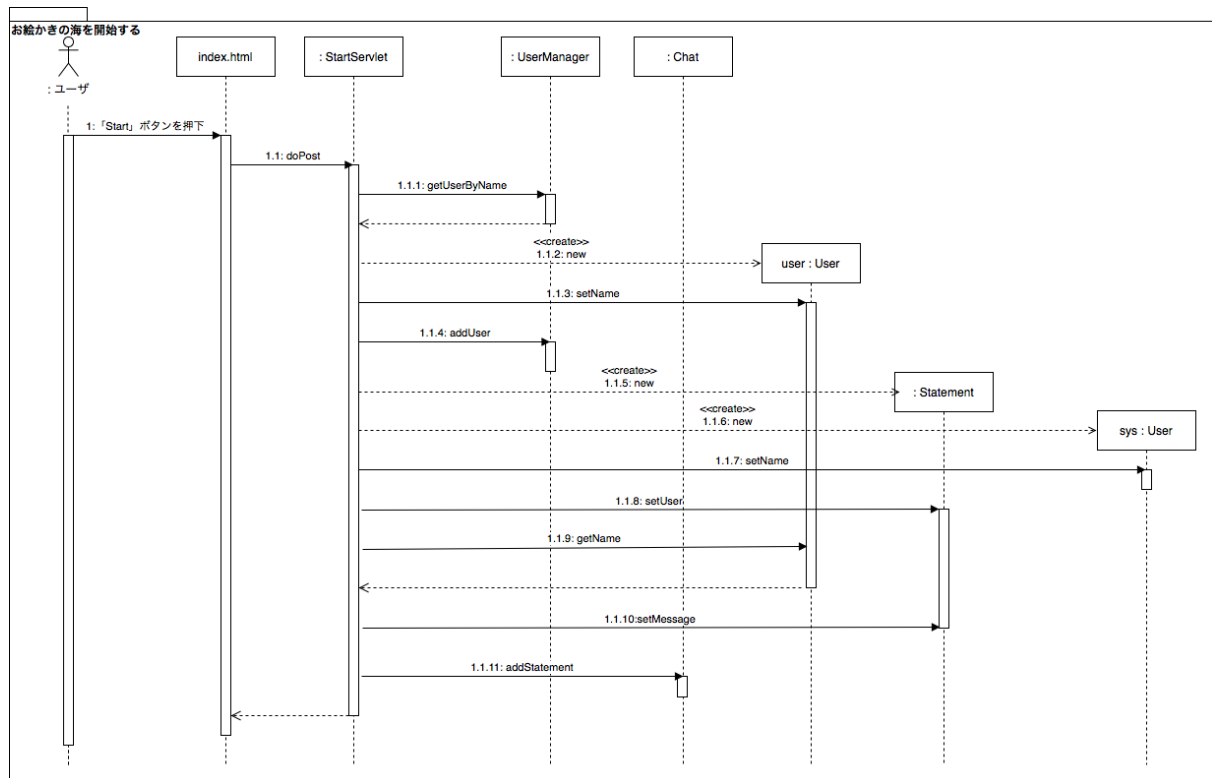 お絵かきの海を開始する
: ユーザ
index.html
: StartServlet
: UserManager
: Chat
1:「Start」ボタンを押下
1.1: doPost
1.1.1: getUserByName
<<create>>
1.1.2: new
user : User
1.1.3: setName
1.1.4: addUser
<<create>>
1.1.5: new
: Statement
<<create>>
1.1.6: new
sys : User
1.1.7: setName
1.1.8: setUser
1.1.9: getName
1.1.10:setMessage
1.1.11: addStatement